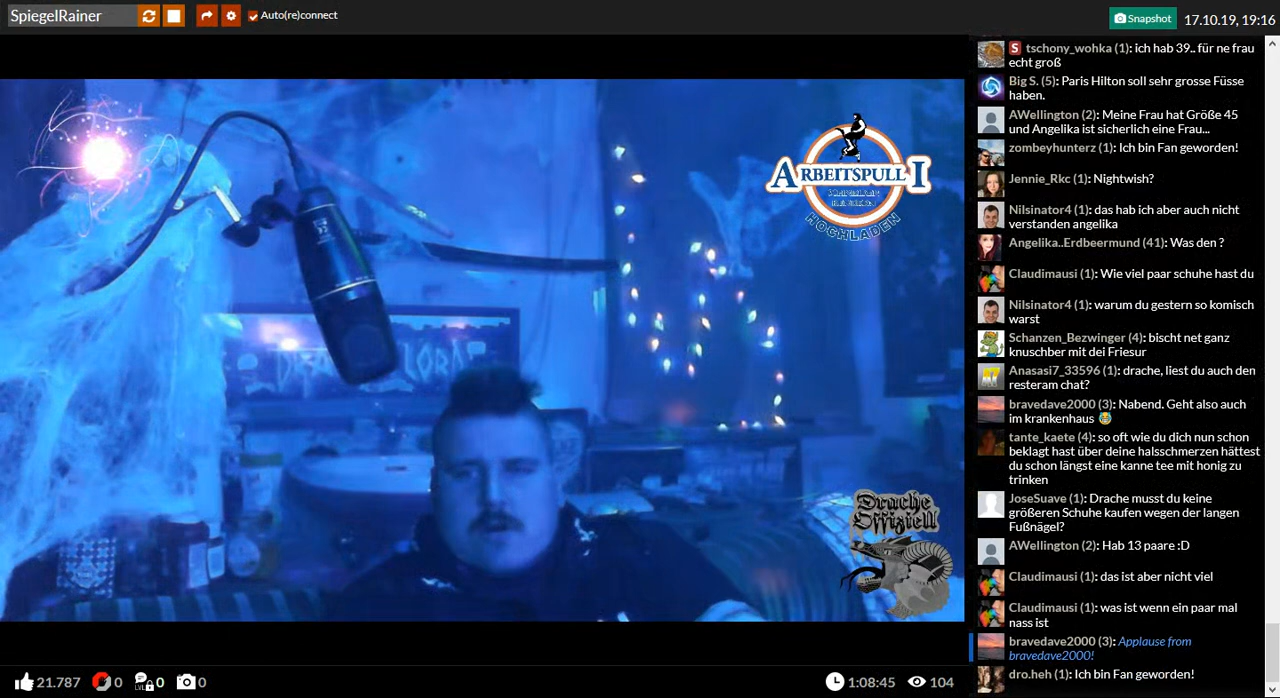 SpiegelRainer
Auto(re)connect
Snapshot
17.10.19, 19:16
ARBEITSPULLI
HOCHLADEN
Drache
Offiziell
S tschony_wohka (1): ich hab 39.. für ne frau
echt groß
Big S. (5): Paris Hilton soll sehr grosse Füsse
haben.
AWellington (2): Meine Frau hat Größe 45
und Angelika ist sicherlich eine Frau...
zombeyhunterz (1): Ich bin Fan geworden!
Jennie_Rkc (1): Nightwish?
Nilsinator4 (1): das hab ich aber auch nicht
verstanden angelika
Angelika..Erdbeermund (41): Was den ?
Claudimausi (1): Wie viel paar schuhe hast du
Nilsinator4 (1): warum du gestern so komisch
warst
Schanzen_Bezwinger (4): bischt net ganz
knuschber mit dei Friesur
Anasasi7_33596 (1): drache, liest du auch den
resteram chat?
bravedave2000 (3): Nabend. Geht also auch
im krankenhaus 😭
tante_kaete (4): so oft wie du dich nun schon
beklagt hast über deine halsschmerzen hättest
du schon längst eine kanne tee mit honig zu
trinken
JoseSuave (1): Drache musst du keine
größeren Schuhe kaufen wegen der langen
Fußnägel?
AWellington (2): Hab 13 paare :D
Claudimausi (1): das ist aber nicht viel
Claudimausi (1): was ist wenn ein paar mal
nass ist
bravedave2000 (3): Applause from
bravedave2000!
dro.heh (1): Ich bin Fan geworden!
21.787 0 LVL 0 0
1:08:45 104